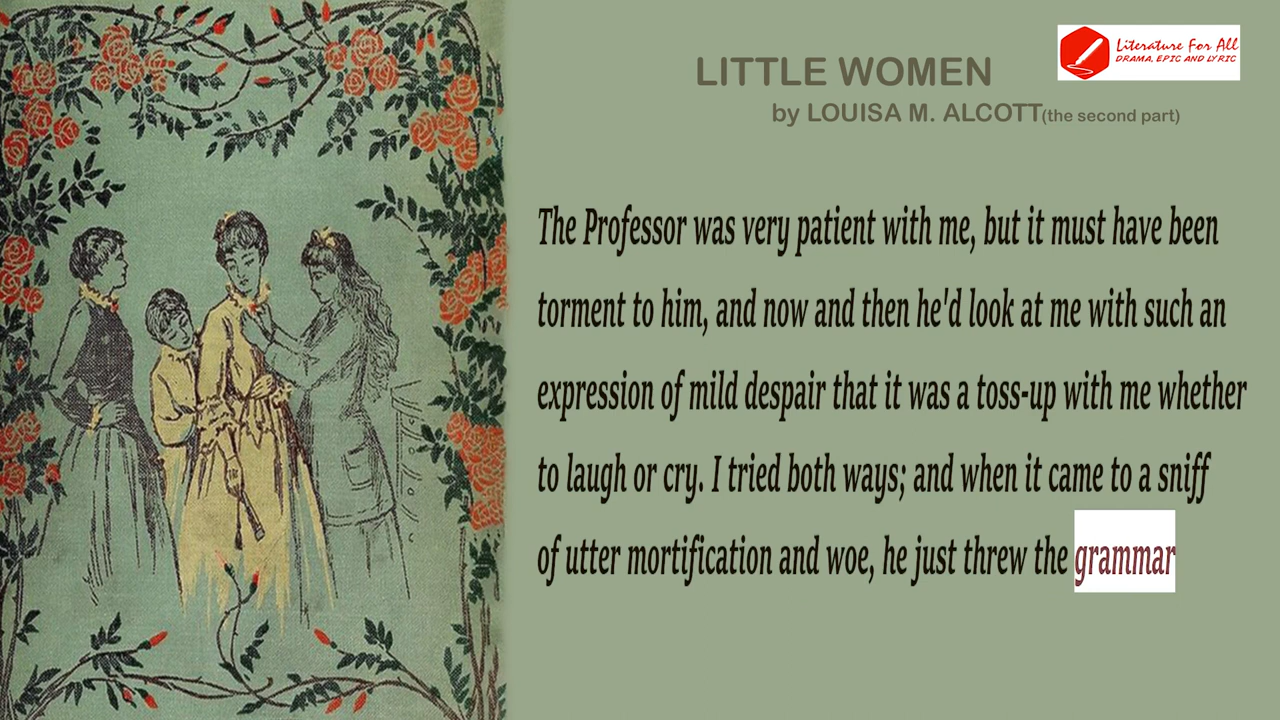 LITTLE WOMEN
by LOUISA M. ALCOTT(the second part)
Literature For All
DRAMA, EPIC AND LYRIC
The Professor was very patient with me, but it must have been
torment to him, and now and then he'd look at me with such an
expression of mild despair that it was a toss-up with me whether
to laugh or cry. I tried both ways; and when it came to a sniff
of utter mortification and woe, he just threw the grammar